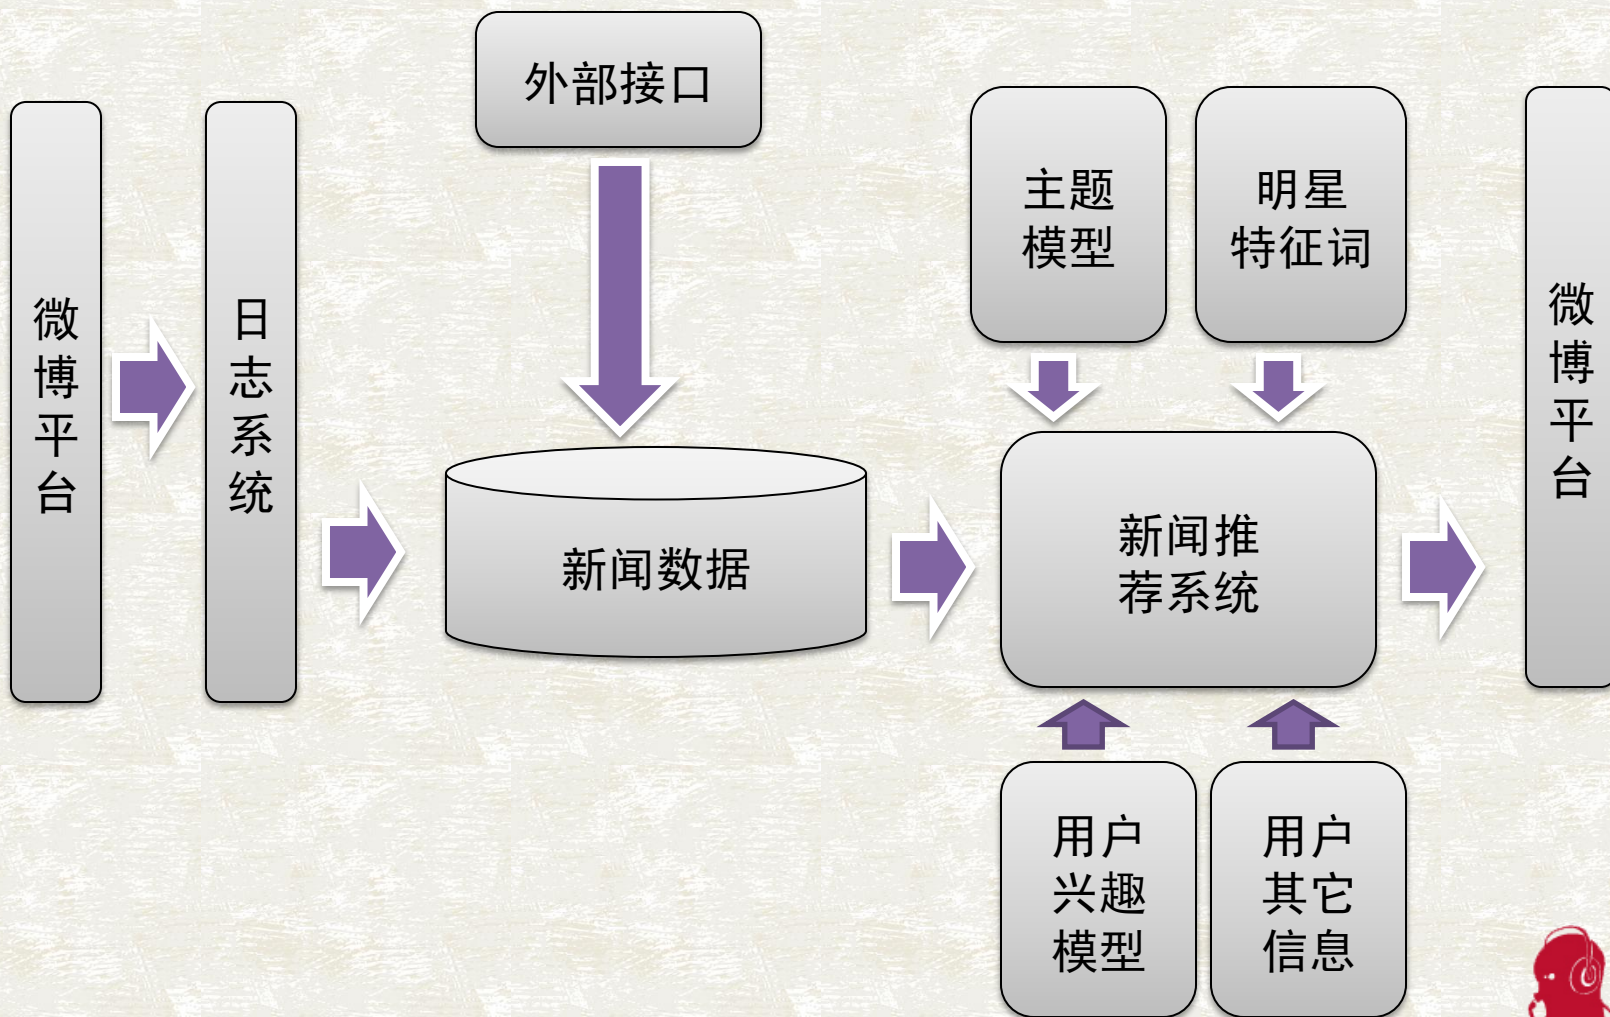 外部接口
微
博
平
台
日
志
系
统
新闻数据
主题
模型
明星
特征词
新闻推
荐系统
用户
兴趣
模型
用户
其它
信息
微
博
平
台